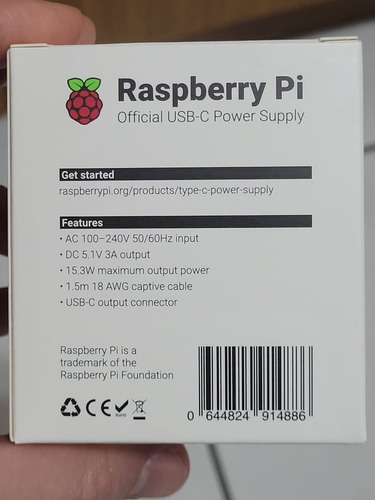 Raspberry Pi
Official USB-C Power Supply
Get started
raspberrypi.org/products/type-c-power-supply
Features
• AC 100–240V 50/60Hz input
• DC 5.1V 3A output
• 15.3W maximum output power
• 1.5m 18 AWG captive cable
• USB-C output connector
Raspberry Pi is a
trademark of the
Raspberry Pi Foundation
CE
0 644824 914886